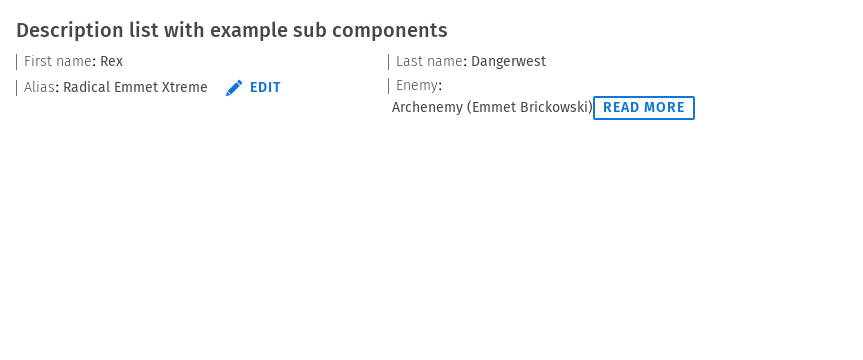 Description list with example sub components
First name: Rex
Last name: Dangerwest
Alias: Radical Emmet Xtreme EDIT
Enemy:
Archenemy (Emmet Brickowski) READ MORE